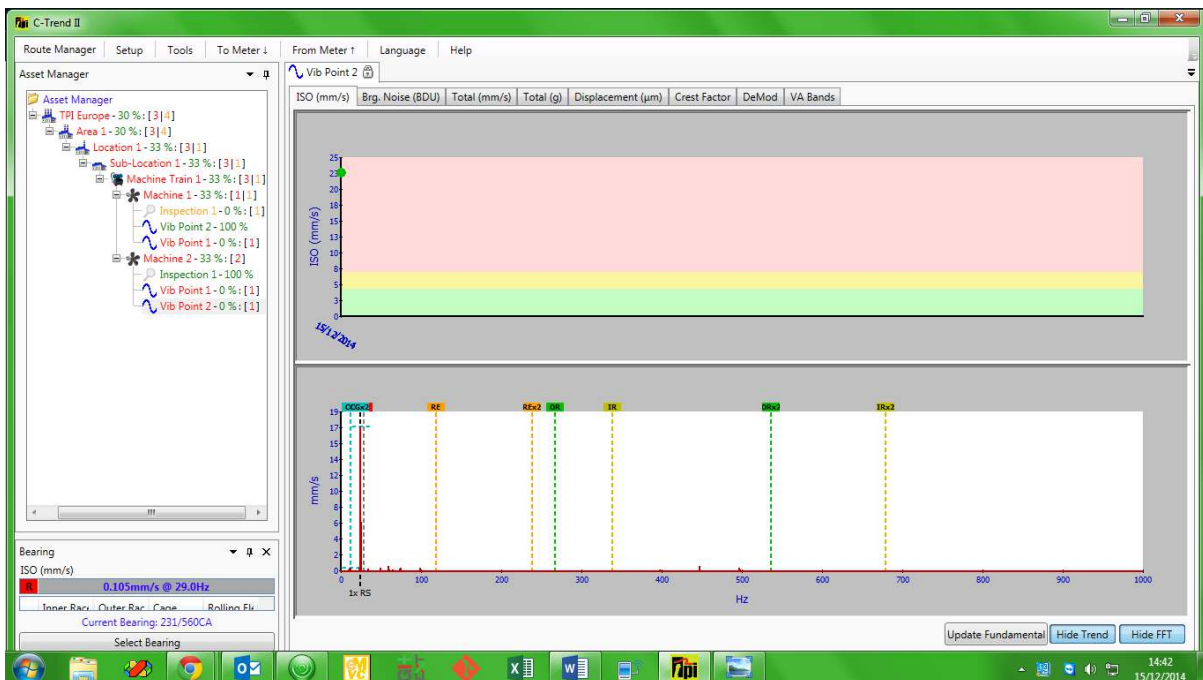 C-Trend II
Route Manager Setup Tools To Meter ↓ From Meter ↑ Language Help
Asset Manager
Asset Manager
TPI Europe - 30 % : [3|4]
Area 1 - 30 % : [3|4]
Location 1 - 33 % : [3|1]
Sub-Location 1 - 33 % : [3|1]
Machine Train 1 - 33 % : [3|1]
Machine 1 - 33 % : [1|1]
Inspection 1 - 0 % : [1]
Vib Point 2 - 100 %
Vib Point 1 - 0 % : [1]
Machine 2 - 33 % : [2]
Inspection 1 - 100 %
Vib Point 1 - 0 % : [1]
Vib Point 2 - 0 % : [1]
Bearing
ISO (mm/s)
R 0.105mm/s @ 29.0Hz
Current Bearing: 231/560CA
Select Bearing
Vib Point 2
ISO (mm/s) Brg. Noise (BDU) Total (mm/s) Total (g) Displacement (µm) Crest Factor DeMod VA Bands
ISO (mm/s)
25
23
20
18
15
13
10
8
5
3
0
15/12/2014
RE REx2 OR IR ORx2 IRx2
mm/s
19
17
15
14
12
10
8
6
4
2
0
0 100 200 300 400 500 600 700 800 900 1000
1x RS
Hz
Update Fundamental Hide Trend Hide FFT
14:42
15/12/2014